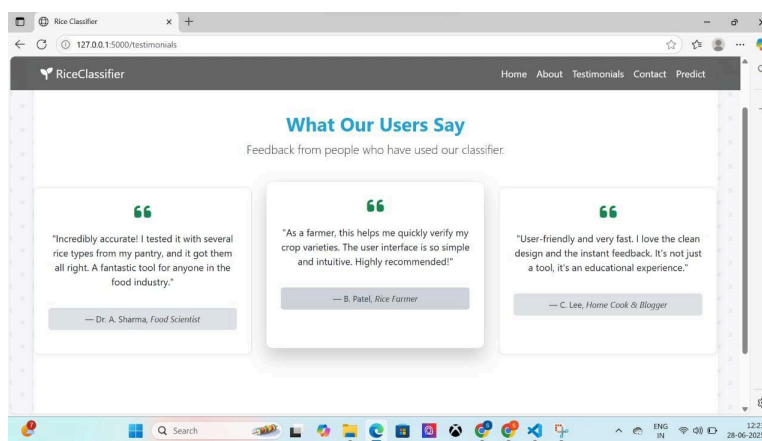 Rice Classifier
127.0.0.1:5000/testimonials
RiceClassifier
Home About Testimonials Contact Predict
What Our Users Say
Feedback from people who have used our classifier.
"Incredibly accurate! I tested it with several
rice types from my pantry, and it got them
all right. A fantastic tool for anyone in the
food industry."
— Dr. A. Sharma, Food Scientist
"As a farmer, this helps me quickly verify my
crop varieties. The user interface is so simple
and intuitive. Highly recommended!"
— B. Patel, Rice Farmer
"User-friendly and very fast. I love the clean
design and the instant feedback. It's not just
a tool, it's an educational experience."
— C. Lee, Home Cook & Blogger
Search
ENG
IN